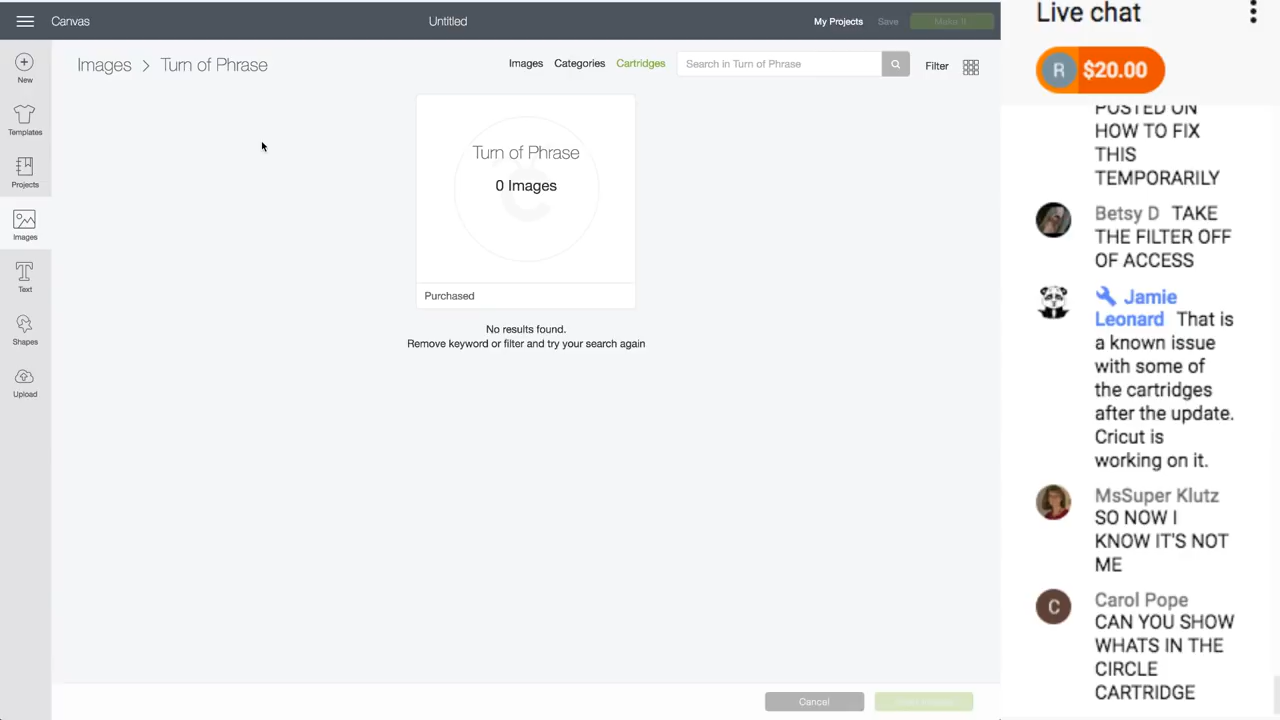 Canvas
Untitled
My Projects
Save
Make It
New
Templates
Projects
Images
Text
Shapes
Upload
Images > Turn of Phrase
Images
Categories
Cartridges
Search in Turn of Phrase
Filter
Turn of Phrase
0 Images
Purchased
No results found.
Remove keyword or filter and try your search again
Cancel
Live chat
R $20.00
POSTED ON
HOW TO FIX
THIS
TEMPORARILY
Betsy D TAKE
THE FILTER OFF
OF ACCESS
Jamie
Leonard That is
a known issue
with some of
the cartridges
after the update.
Cricut is
working on it.
MsSuper Klutz
SO NOW I
KNOW IT'S NOT
ME
C
Carol Pope
CAN YOU SHOW
WHATS IN THE
CIRCLE
CARTRIDGE